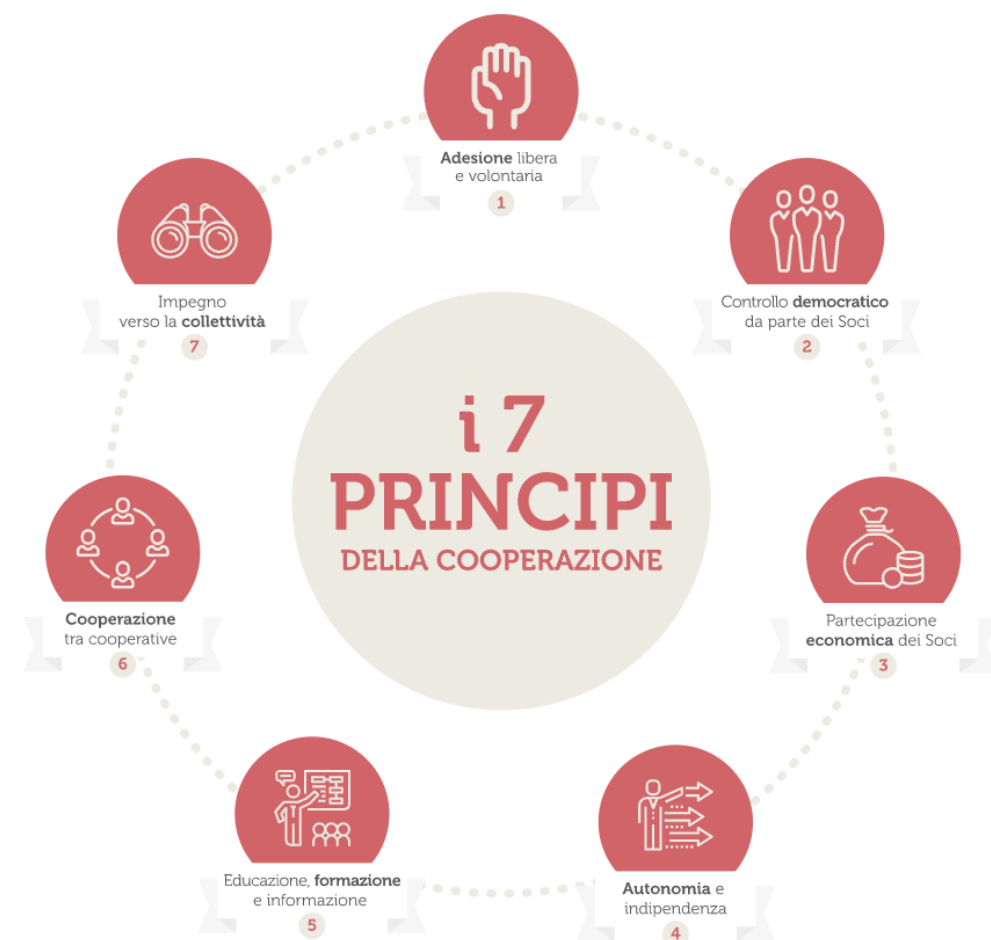 i 7
PRINCIPI
DELLA COOPERAZIONE
Adesione libera
e volontaria
1
Controllo democratico
da parte dei Soci
2
Partecipazione
economica dei Soci
3
Autonomia e
indipendenza
4
Educazione, formazione
e informazione
5
Cooperazione
tra cooperative
6
Impegno
verso la collettività
7